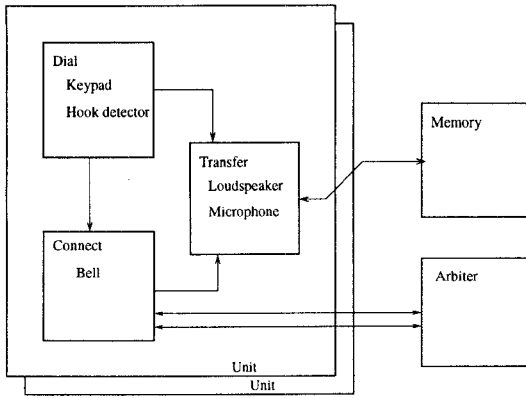 Dial
Keypad
Hook detector
Transfer
Loudspeaker
Microphone
Connect
Bell
Memory
Arbiter
Unit
Unit